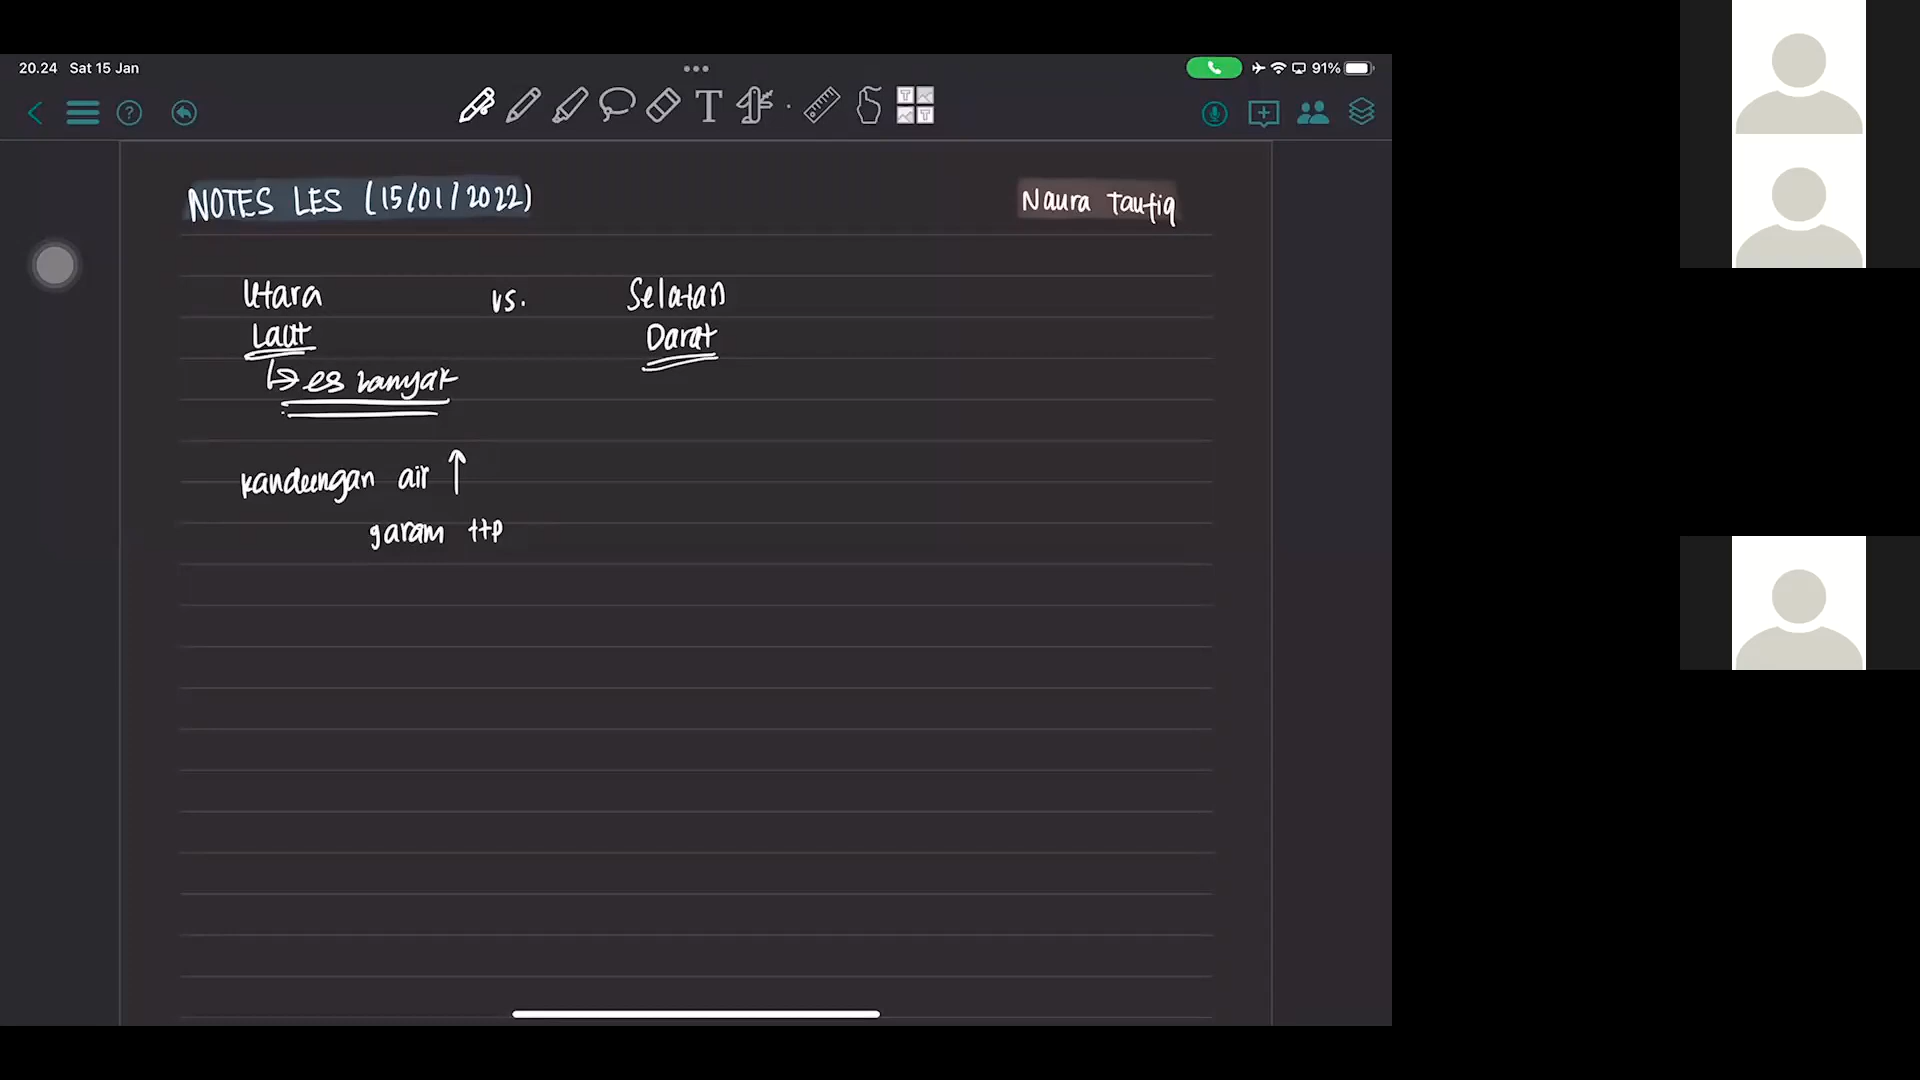 20.24 Sat 15 Jan
91%
NOTES LES (15/01/2022)
Naura Taufiq
Utara vs. Selatan
Laut Darat
es banyak
kandungan air ↑
garam ttp